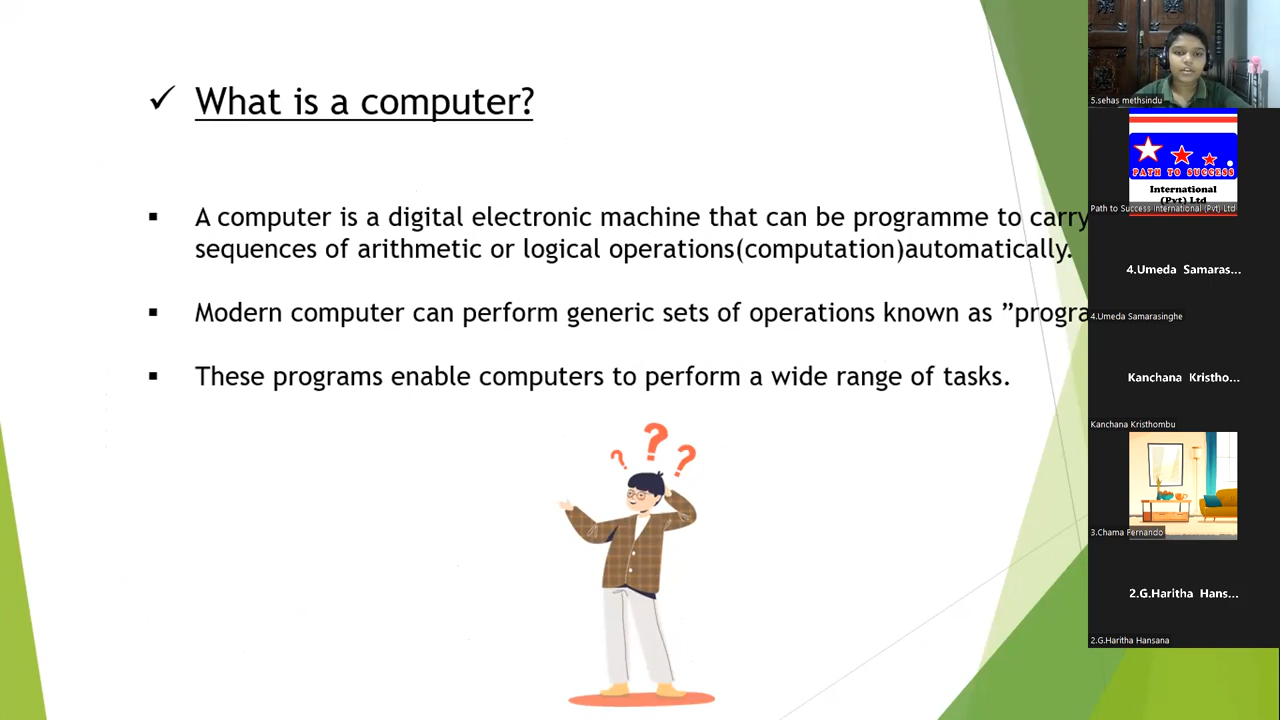 ✓ What is a computer?
▪ A computer is a digital electronic machine that can be programme to carry
sequences of arithmetic or logical operations(computation)automatically.
▪ Modern computer can perform generic sets of operations known as ”progra
▪ These programs enable computers to perform a wide range of tasks.
? ? ?
5.sehas methsindu
PATH TO SUCCESS
International
(Pvt) Ltd
Path to Success International (Pvt) Ltd
4.Umeda Samaras...
4.Umeda Samarasinghe
Kanchana Kristho...
Kanchana Kristhombu
3.Chama Fernando
2.G.Haritha Hans...
2.G.Haritha Hansana